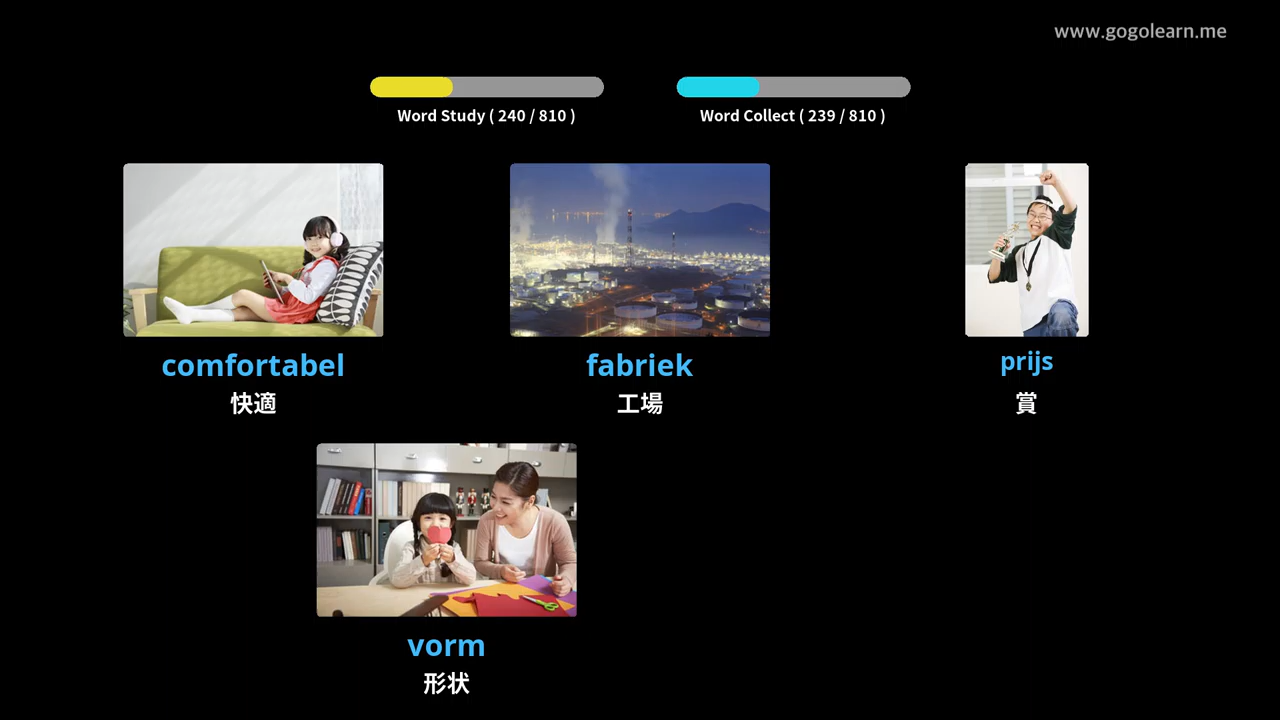 www.gogolearn.me
Word Study ( 240 / 810 )
Word Collect ( 239 / 810 )
comfortabel
快適
fabriek
工場
prijs
賞
vorm
形状